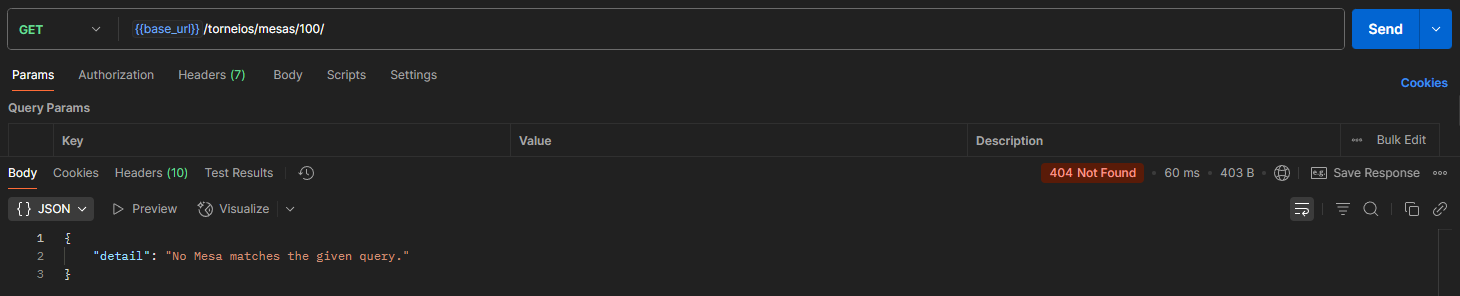 GET {{base_url}} /torneios/mesas/100/ Send
Params Authorization Headers (7) Body Scripts Settings Cookies
Query Params
Key Value Description ••• Bulk Edit
Body Cookies Headers (10) Test Results 404 Not Found • 60 ms • 403 B • e.g. Save Response •••
{} JSON Preview Visualize
1 {
2 "detail": "No Mesa matches the given query."
3 }